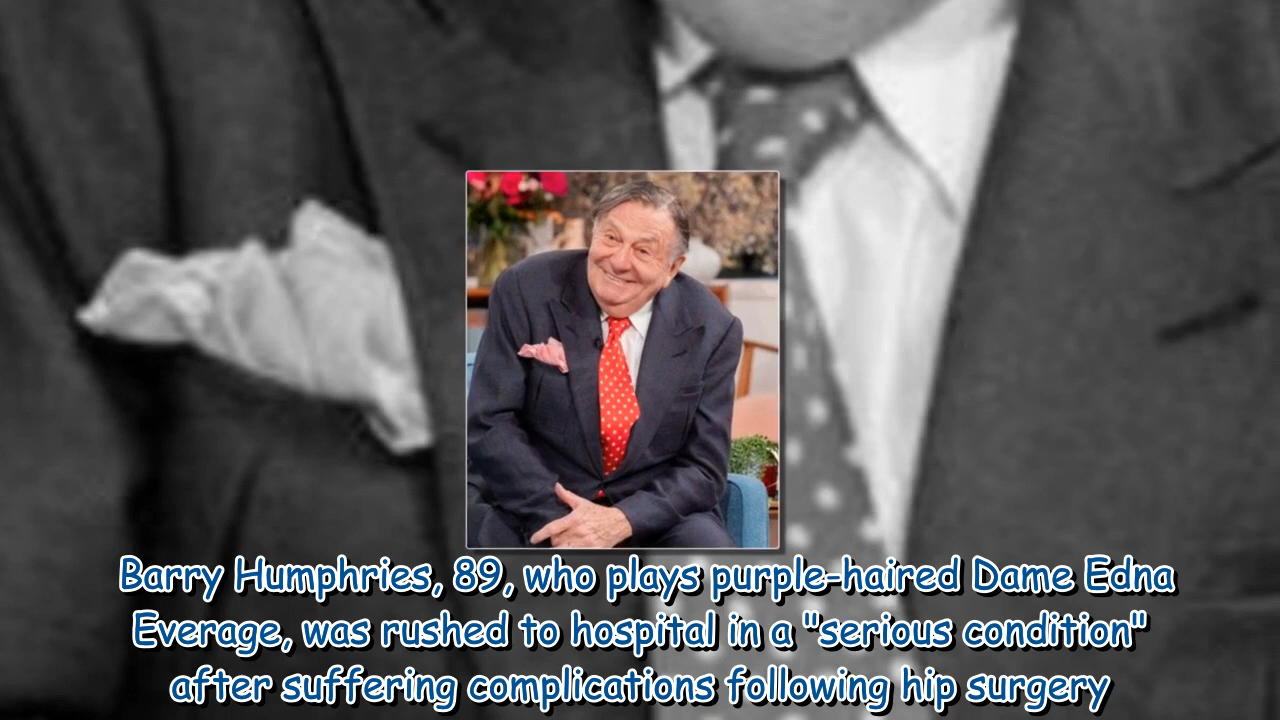 Barry Humphries, 89, who plays purple-haired Dame Edna
Everage, was rushed to hospital in a "serious condition"
after suffering complications following hip surgery